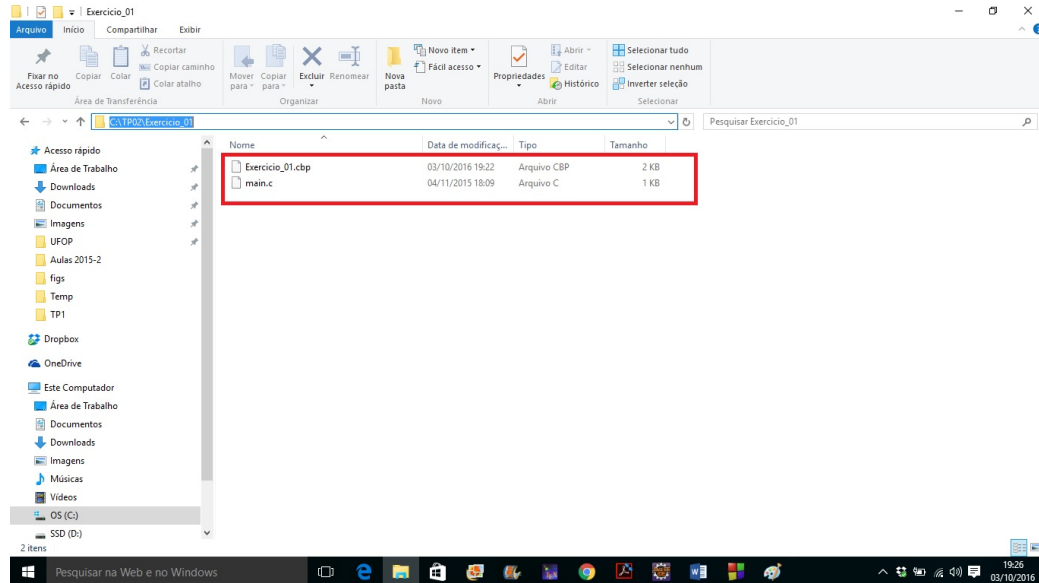 Exercicio_01
Arquivo Início Compartilhar Exibir
Fixar no Acesso rápido
Copiar
Colar
Recortar
Copiar caminho
Colar atalho
Área de Transferência
Mover para
Copiar para
Excluir
Renomear
Organizar
Nova pasta
Novo item
Fácil acesso
Novo
Propriedades
Abrir
Editar
Histórico
Abrir
Selecionar tudo
Selecionar nenhum
Inverter seleção
Selecionar
C:\TP02\Exercicio_01
Pesquisar Exercicio_01
Acesso rápido
Área de Trabalho
Downloads
Documentos
Imagens
UFOP
Aulas 2015-2
figs
Temp
TP1
Dropbox
OneDrive
Este Computador
Área de Trabalho
Documentos
Downloads
Imagens
Músicas
Vídeos
OS (C:)
SSD (D:)
Nome Data de modificaç... Tipo Tamanho
Exercicio_01.cbp 03/10/2016 19:22 Arquivo CBP 2 KB
main.c 04/11/2015 18:09 Arquivo C 1 KB
2 itens
Pesquisar na Web e no Windows
19:26
03/10/2016